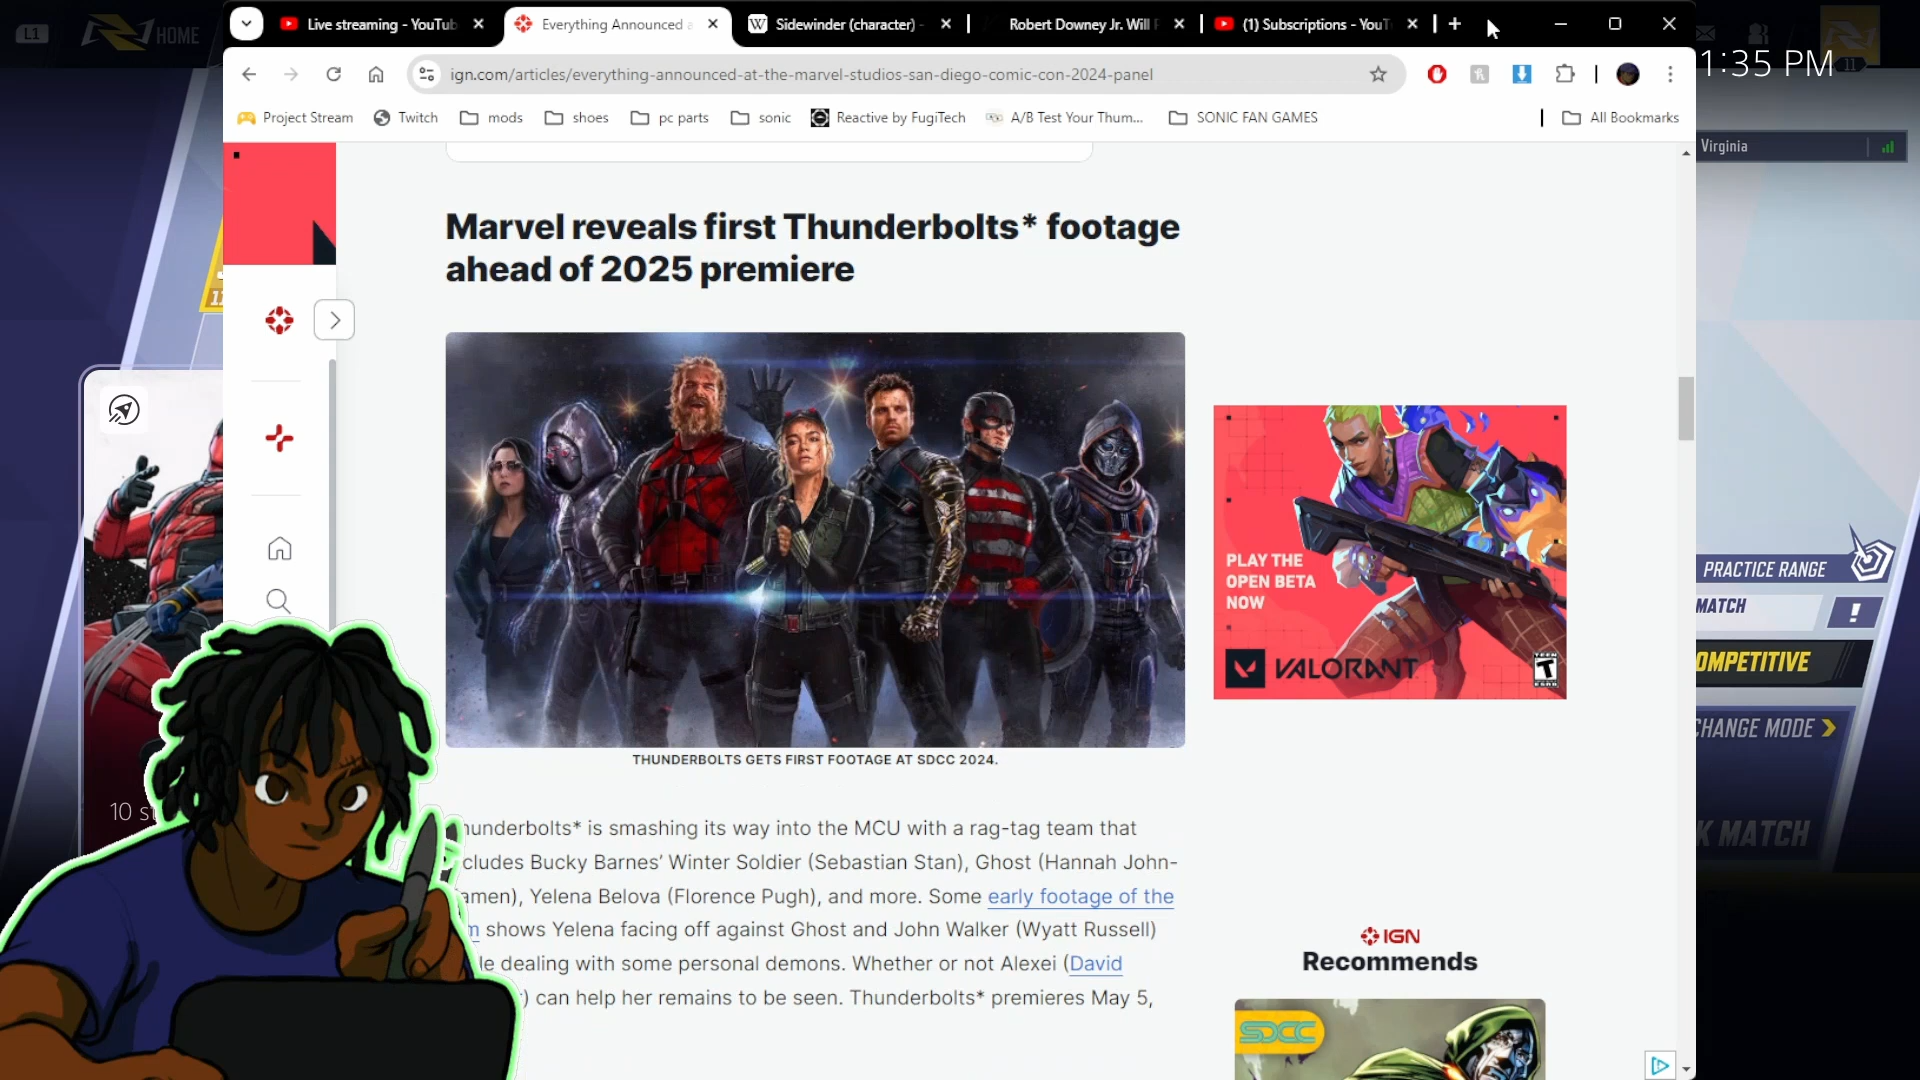 L1
HOME
Live streaming - YouTub
Everything Announced a
Sidewinder (character) -
Robert Downey Jr. Will
(1) Subscriptions - YouT
ign.com/articles/everything-announced-at-the-marvel-studios-san-diego-comic-con-2024-panel
11
1:35 PM
Project Stream
Twitch
mods
shoes
pc parts
sonic
Reactive by FugiTech
A/B Test Your Thum...
SONIC FAN GAMES
All Bookmarks
Virginia
Marvel reveals first Thunderbolts* footage
ahead of 2025 premiere
THUNDERBOLTS GETS FIRST FOOTAGE AT SDCC 2024.
hunderbolts* is smashing its way into the MCU with a rag-tag team that
cludes Bucky Barnes' Winter Soldier (Sebastian Stan), Ghost (Hannah John-
amen), Yelena Belova (Florence Pugh), and more. Some early footage of the
m shows Yelena facing off against Ghost and John Walker (Wyatt Russell)
le dealing with some personal demons. Whether or not Alexei (David
r) can help her remains to be seen. Thunderbolts* premieres May 5,
PLAY THE
OPEN BETA
NOW
VALORANT
TEEN
T
ESRB
IGN
Recommends
SDCC
PRACTICE RANGE
MATCH
!
OMPETITIVE
CHANGE MODE
K MATCH
10 s